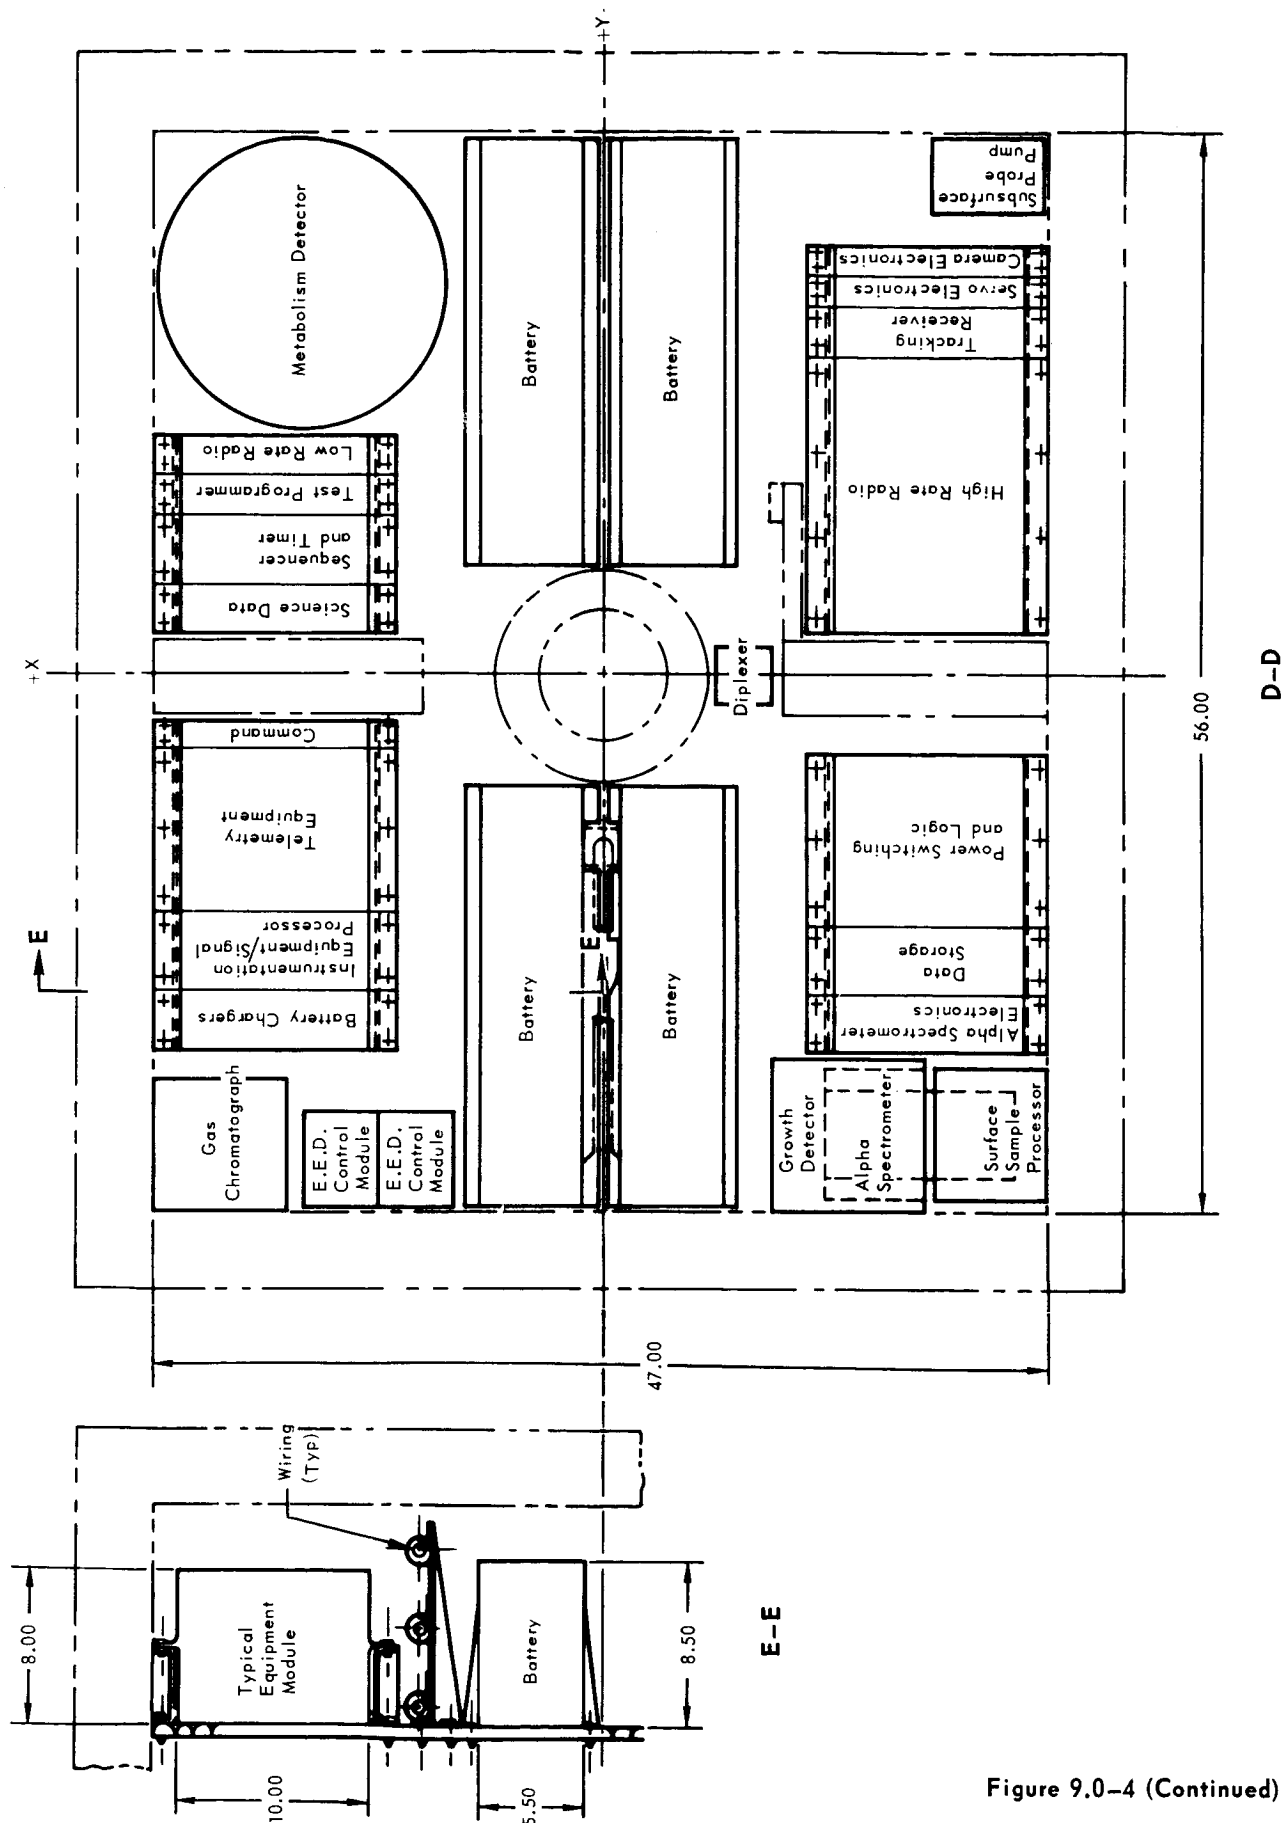 +Y
+X
Metabolism Detector
Battery
Battery
Subsurface
Probe
Pump
Camera Electronics
Servo Electronics
Tracking
Receiver
High Rate Radio
Low Rate Radio
Test Programmer
Sequencer
and Timer
Science Data
Diplexer
Command
Telemetry
Equipment
Instrumentation
Equipment/Signal
Processor
Battery Chargers
E
E
Battery
Battery
Power Switching
and Logic
Data
Storage
Alpha Spectrometer
Electronics
Gas
Chromatograph
E.E.D.
Control
Module
E.E.D.
Control
Module
Growth
Detector
Alpha
Spectrometer
Surface
Sample
Processor
56.00
D–D
47.00
Wiring
(Typ)
8.00
Typical
Equipment
Module
Battery
8.50
E–E
10.00
Figure 9.0–4 (Continued)